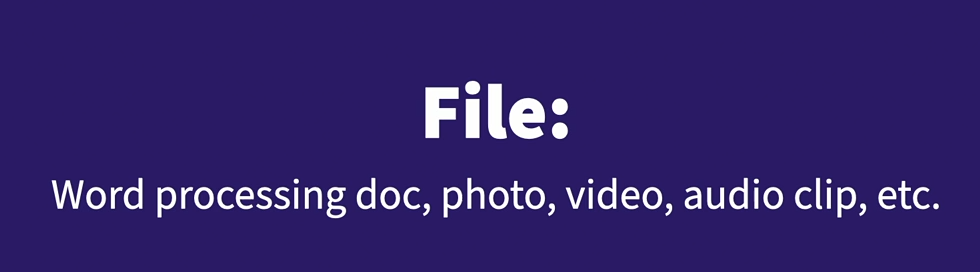 File:
Word processing doc, photo, video, audio clip, etc.